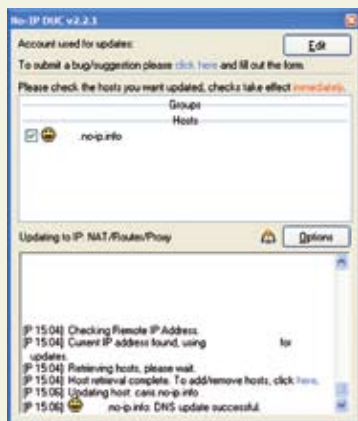 No-IP DUC v2.2.1
Account used for updates:
Edit
To submit a bug/suggestion please click here and fill out the form.
Please check the hosts you want updated, checks take effect immediately.
Groups
Hosts
.no-ip.info
Updating to IP: NAT/Router/Proxy
Options
[P 15:04] Checking Remote IP Address.
[P 15:04] Current IP address found, using for
updates.
[P 15:04] Retrieving hosts, please wait.
[P 15:04] Host retrieval complete. To add/remove hosts, click here.
[P 15:06] Updating host: caris no-ip.info
[P 15:06] no-ip.info: DNS update successful.